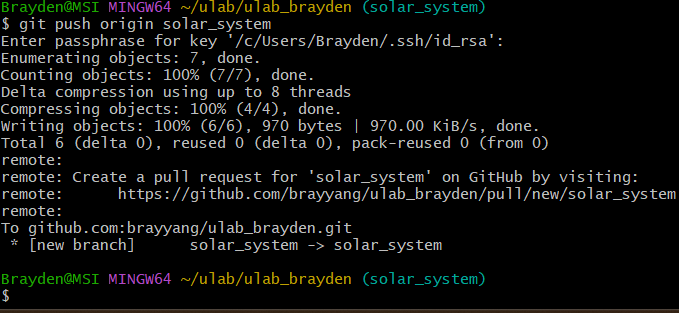 Brayden@MSI MINGW64 ~/ulab/ulab_brayden (solar_system)
$ git push origin solar_system
Enter passphrase for key '/c/Users/Brayden/.ssh/id_rsa':
Enumerating objects: 7, done.
Counting objects: 100% (7/7), done.
Delta compression using up to 8 threads
Compressing objects: 100% (4/4), done.
Writing objects: 100% (6/6), 970 bytes | 970.00 KiB/s, done.
Total 6 (delta 0), reused 0 (delta 0), pack-reused 0 (from 0)
remote:
remote: Create a pull request for 'solar_system' on GitHub by visiting:
remote:      https://github.com/brayyang/ulab_brayden/pull/new/solar_system
remote:
To github.com:brayyang/ulab_brayden.git
 * [new branch]      solar_system -> solar_system
Brayden@MSI MINGW64 ~/ulab/ulab_brayden (solar_system)
$